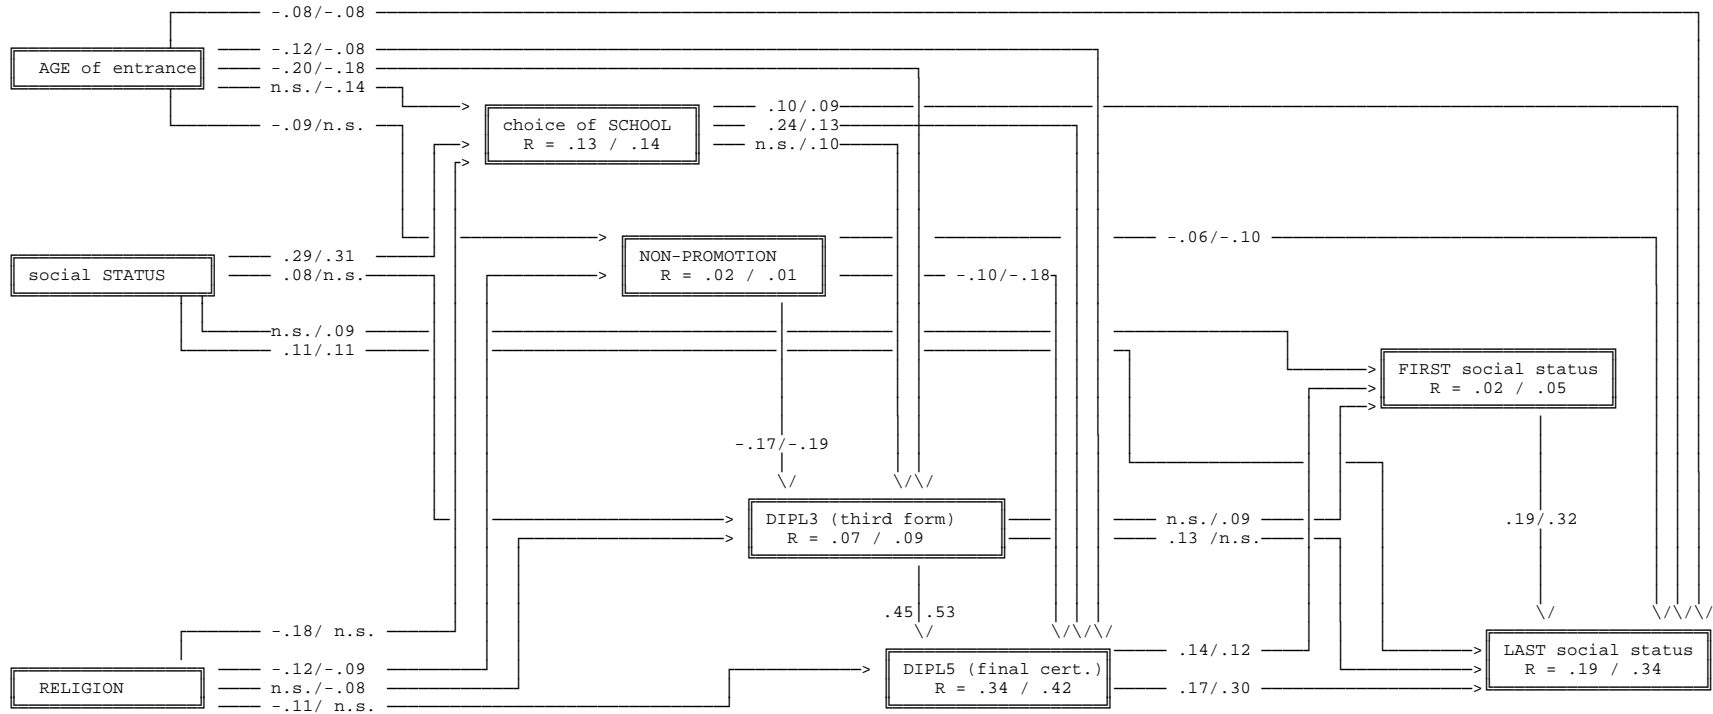 -.08/-.08
-.12/-.08
AGE of entrance
-.20/-.18
n.s./-.14
.10/.09
-.09/n.s.
choice of SCHOOL
.24/.13
R = .13 / .14
n.s./.10
-.06/-.10
.29/.31
NON-PROMOTION
social STATUS
.08/n.s.
R = .02 / .01
-.10/-.18
n.s./.09
.11/.11
FIRST social status
R = .02 / .05
-.17/-.19
DIPL3 (third form)
n.s./.09
.19/.32
R = .07 / .09
.13 /n.s.
.45 .53
-.18/ n.s.
.14/.12
LAST social status
-.12/-.09
DIPL5 (final cert.)
R = .19 / .34
RELIGION
n.s./-.08
R = .34 / .42
.17/.30
-.11/ n.s.